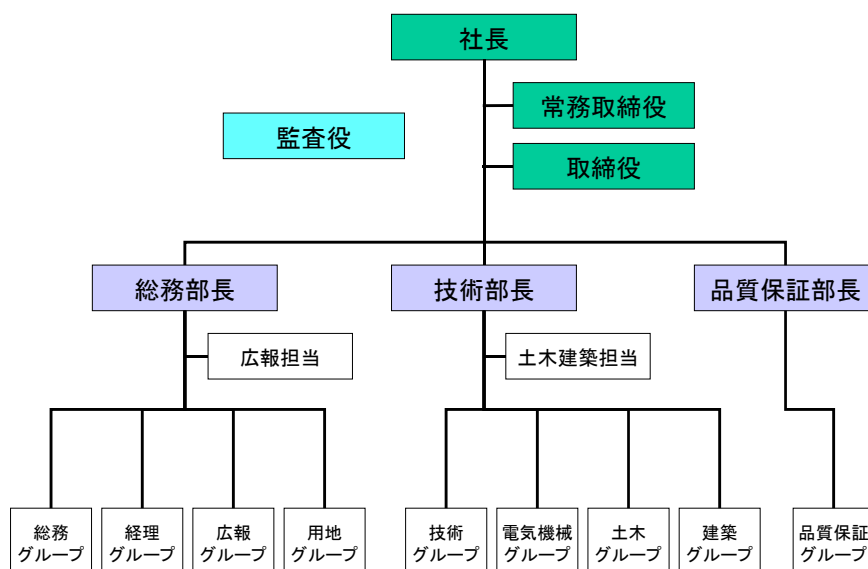 社長
常務取締役
監査役
取締役
総務部長
技術部長
品質保証部長
広報担当
土木建築担当
総務
グループ
経理
グループ
広報
グループ
用地
グループ
技術
グループ
電気機械
グループ
土木
グループ
建築
グループ
品質保証
グループ